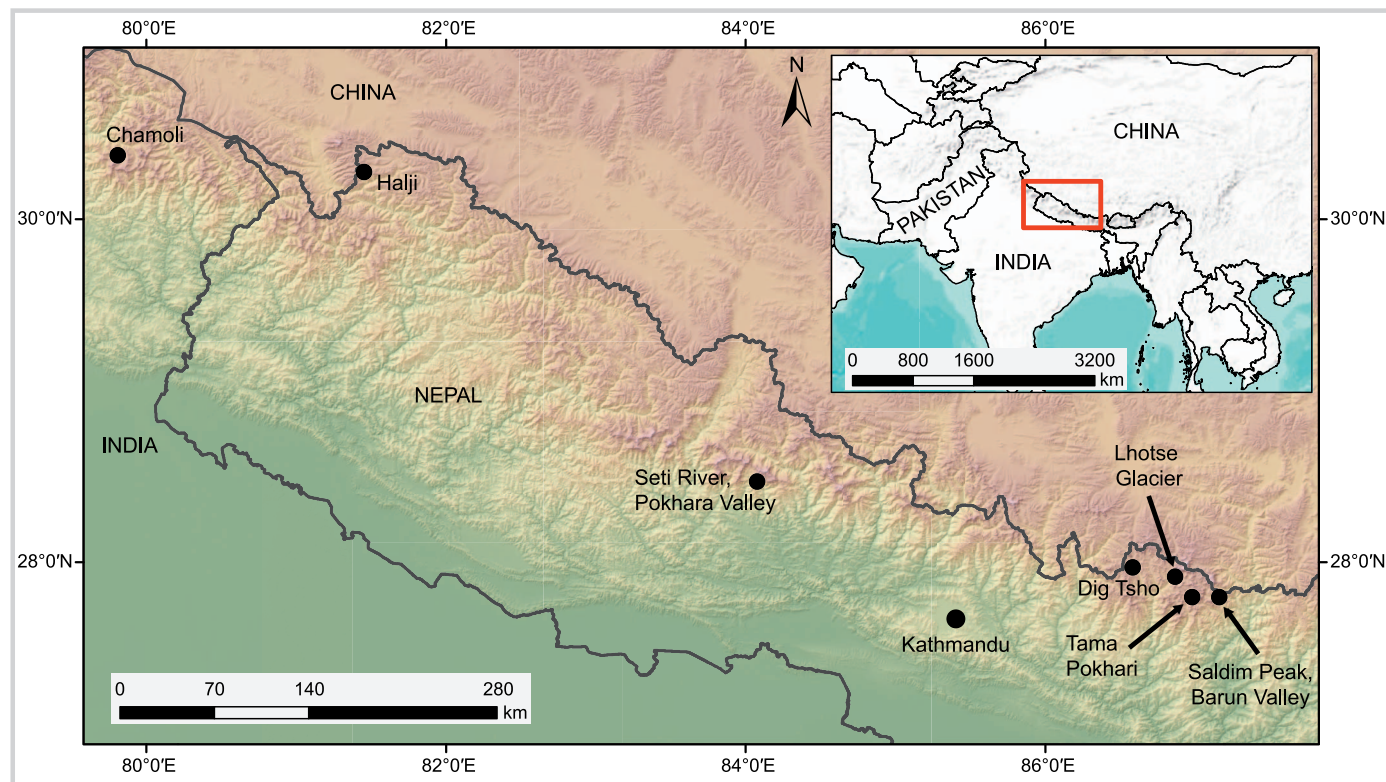 80°0′E
82°0′E
84°0′E
86°0′E
N
CHINA
Chamoli
Halji
30°0′N
30°0′N
CHINA
PAKISTAN
INDIA
0
800
1600
3200
km
NEPAL
INDIA
Seti River,
Pokhara Valley
Lhotse
Glacier
28°0′N
28°0′N
Dig Tsho
Kathmandu
Tama
Pokhari
Saldim Peak,
Barun Valley
0
70
140
280
km
80°0′E
82°0′E
84°0′E
86°0′E